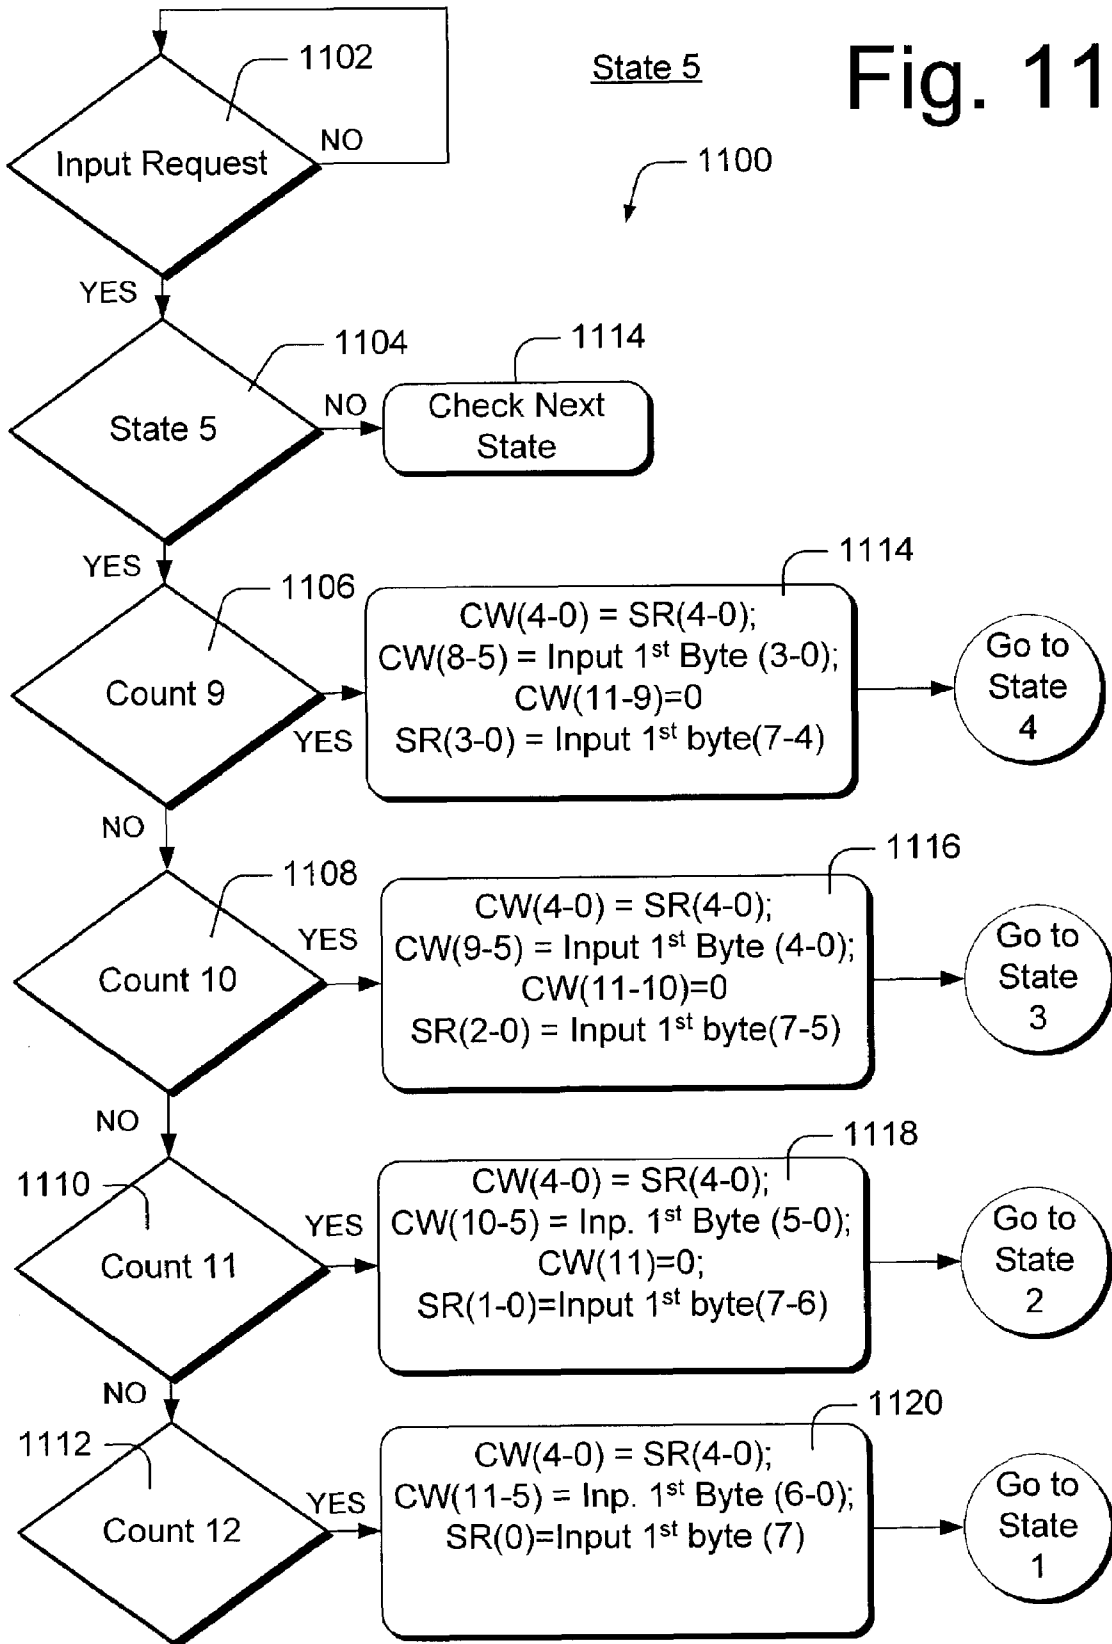 Fig. 11
State 5
1100
1102
Input Request
NO
YES
1104
State 5
NO
1114
Check Next
State
YES
1106
Count 9
YES
1114
CW(4-0) = SR(4-0);
CW(8-5) = Input 1st Byte (3-0);
CW(11-9)=0
SR(3-0) = Input 1st byte(7-4)
Go to
State
4
NO
1108
Count 10
YES
1116
CW(4-0) = SR(4-0);
CW(9-5) = Input 1st Byte (4-0);
CW(11-10)=0
SR(2-0) = Input 1st byte(7-5)
Go to
State
3
NO
1110
Count 11
YES
1118
CW(4-0) = SR(4-0);
CW(10-5) = Inp. 1st Byte (5-0);
CW(11)=0;
SR(1-0)=Input 1st byte(7-6)
Go to
State
2
NO
1112
Count 12
YES
1120
CW(4-0) = SR(4-0);
CW(11-5) = Inp. 1st Byte (6-0);
SR(0)=Input 1st byte (7)
Go to
State
1